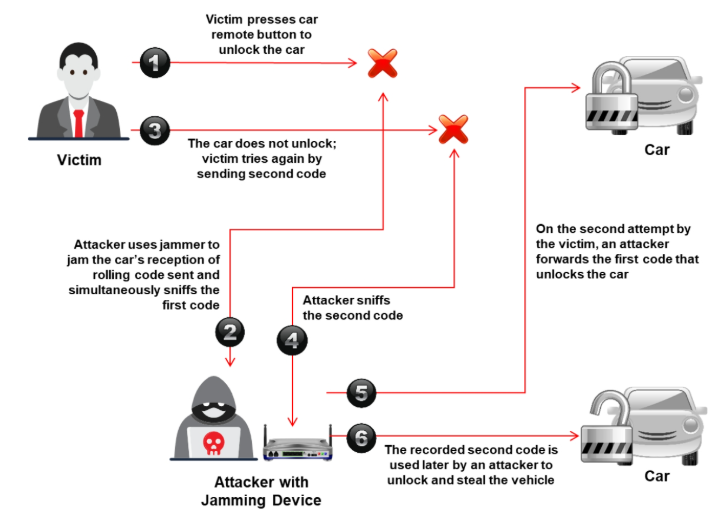 Victim presses car
remote button to
unlock the car
1
3
The car does not unlock;
victim tries again by
sending second code
Victim
Car
Attacker uses jammer to
jam the car's reception of
rolling code sent and
simultaneously sniffs the
first code
2
Attacker sniffs
the second code
4
On the second attempt by
the victim, an attacker
forwards the first code that
unlocks the car
5
6
The recorded second code is
used later by an attacker to
unlock and steal the vehicle
Attacker with
Jamming Device
Car